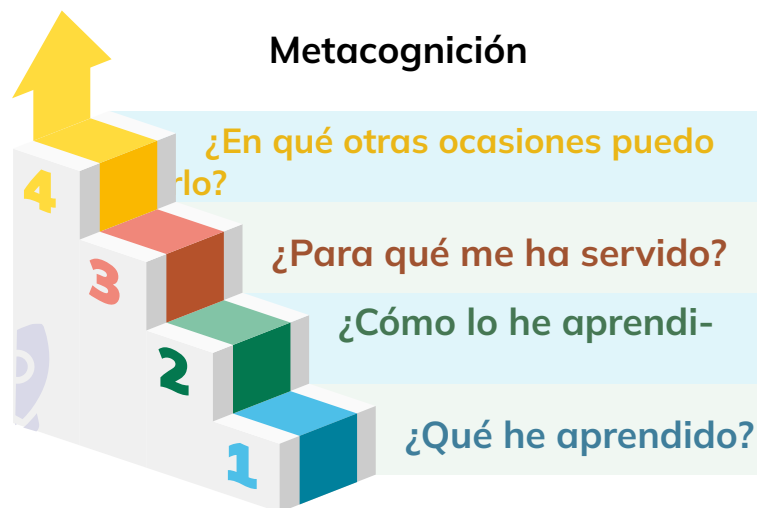 Metacognición
¿En qué otras ocasiones puedo
rlo?
4
¿Para qué me ha servido?
3
¿Cómo lo he aprendi-
2
¿Qué he aprendido?
1